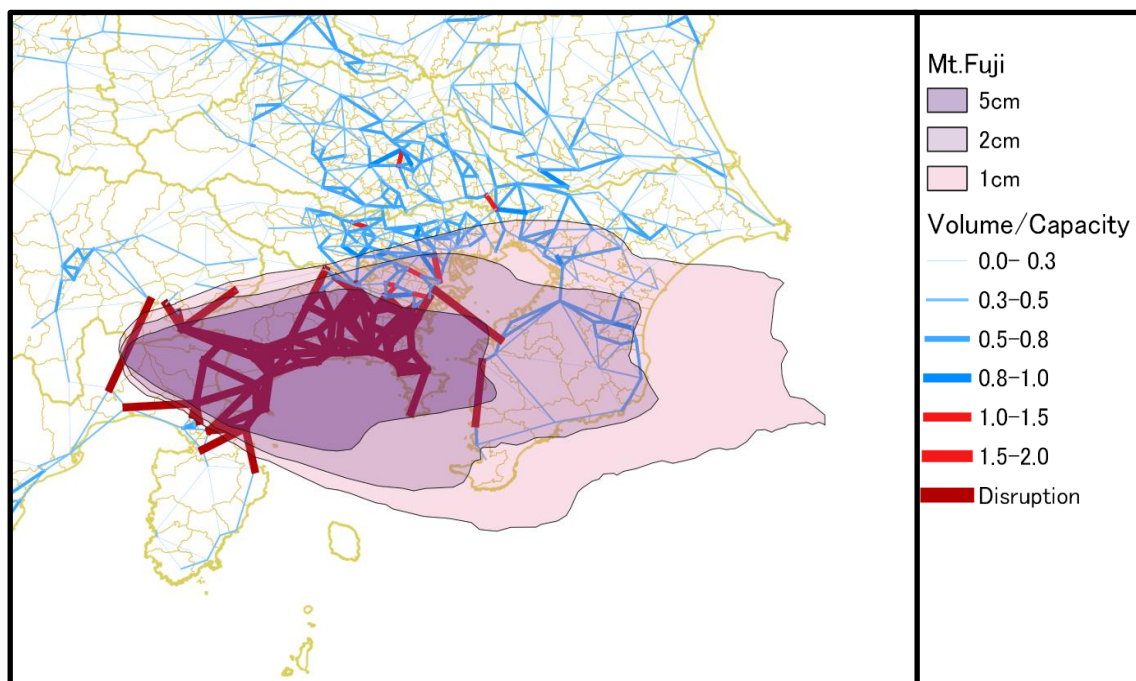 Mt.Fuji
5cm
2cm
1cm
Volume/Capacity
0.0- 0.3
0.3-0.5
0.5-0.8
0.8-1.0
1.0-1.5
1.5-2.0
Disruption